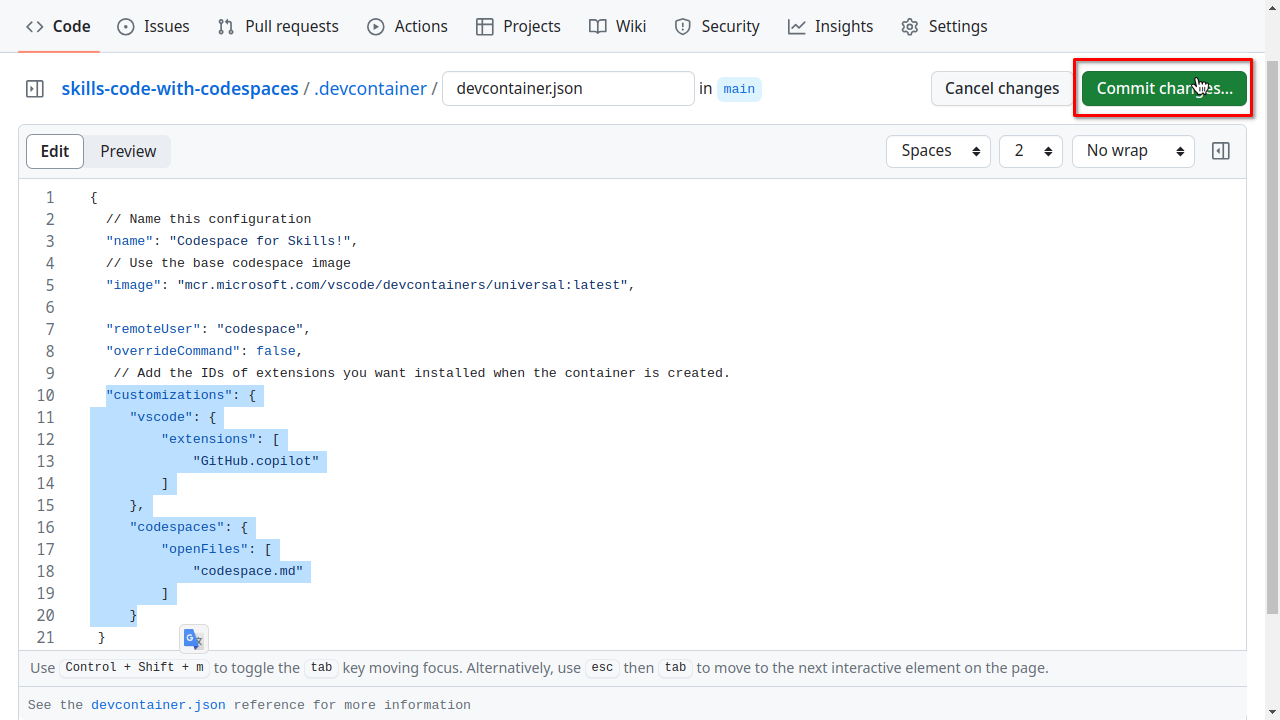 Code Issues Pull requests Actions Projects Wiki Security Insights Settings
skills-code-with-codespaces / .devcontainer / devcontainer.json in main Cancel changes Commit changes...
Edit Preview Spaces 2 No wrap
1 {
2 // Name this configuration
3 "name": "Codespace for Skills!",
4 // Use the base codespace image
5 "image": "mcr.microsoft.com/vscode/devcontainers/universal:latest",
6
7 "remoteUser": "codespace",
8 "overrideCommand": false,
9 // Add the IDs of extensions you want installed when the container is created.
10 "customizations": {
11 "vscode": {
12 "extensions": [
13 "GitHub.copilot"
14 ]
15 },
16 "codespaces": {
17 "openFiles": [
18 "codespace.md"
19 ]
20 }
21 }
Use Control + Shift + m to toggle the tab key moving focus. Alternatively, use esc then tab to move to the next interactive element on the page.
See the devcontainer.json reference for more information